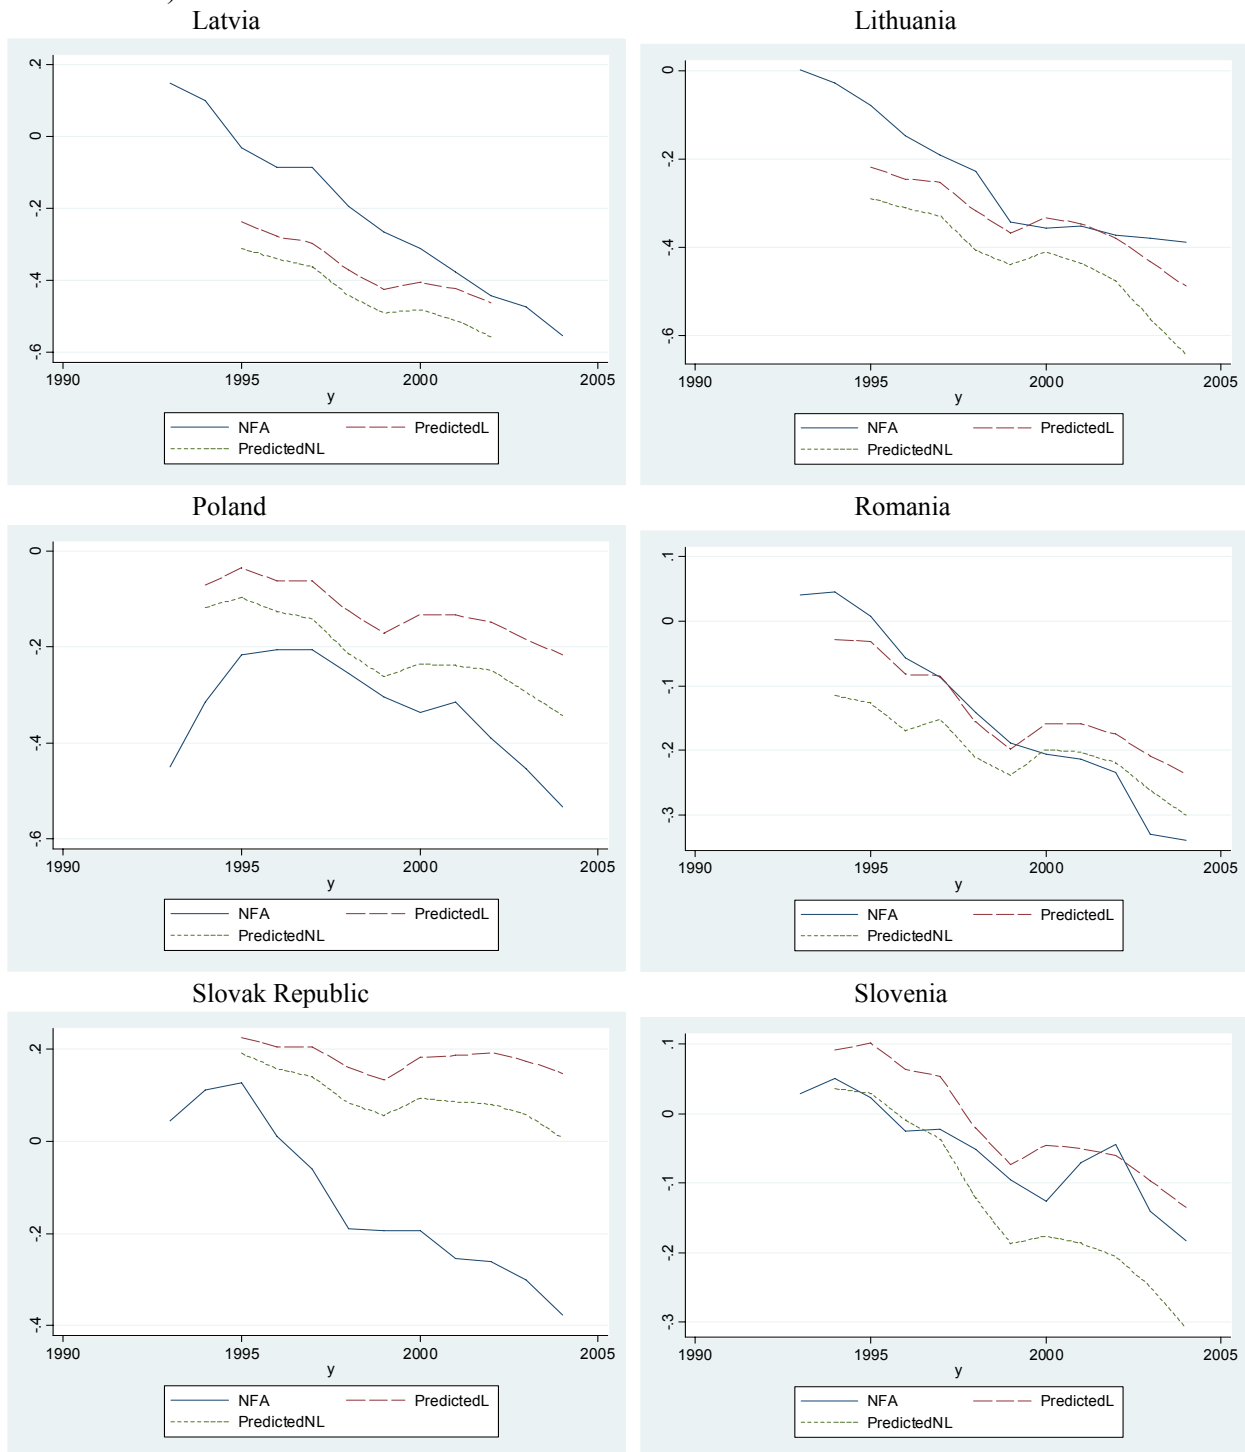 )
Latvia
.2
0
-.2
-.4
-.6
1990 1995 2000 2005
y
NFA PredictedL
PredictedNL
Lithuania
0
-.2
-.4
-.6
1990 1995 2000 2005
y
NFA PredictedL
PredictedNL
Poland
0
-.2
-.4
-.6
1990 1995 2000 2005
y
NFA PredictedL
PredictedNL
Romania
.1
0
-.1
-.2
-.3
1990 1995 2000 2005
y
NFA PredictedL
PredictedNL
Slovak Republic
.2
0
-.2
-.4
1990 1995 2000 2005
y
NFA PredictedL
PredictedNL
Slovenia
.1
0
-.1
-.2
-.3
1990 1995 2000 2005
y
NFA PredictedL
PredictedNL